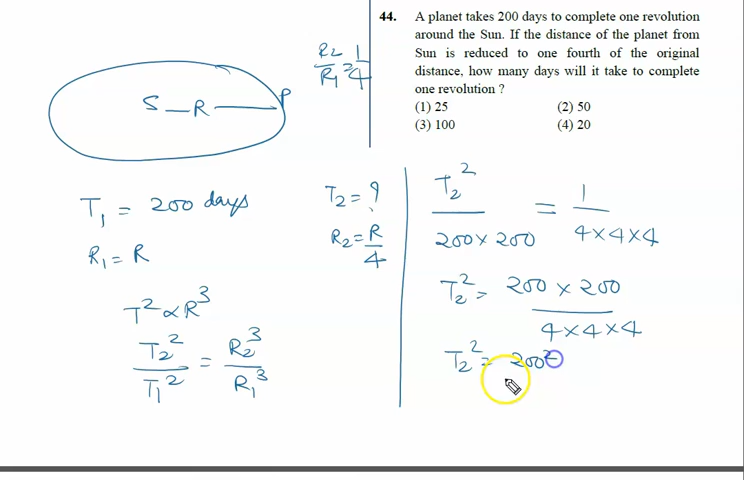 44. A planet takes 200 days to complete one revolution
around the Sun. If the distance of the planet from
Sun is reduced to one fourth of the original
distance, how many days will it take to complete
one revolution ?
(1) 25 (2) 50
(3) 100 (4) 20
R₂/R₁ = 1/4
S — R — P
T₁ = 200 days
R₁ = R
T₂ = ?
R₂ = R/4
T² ∝ R³
T₂²/T₁² = R₂³/R₁³
T₂²/200 × 200 = 1/4 × 4 × 4
T₂² = 200 × 200/4 × 4 × 4
T₂² = 200²